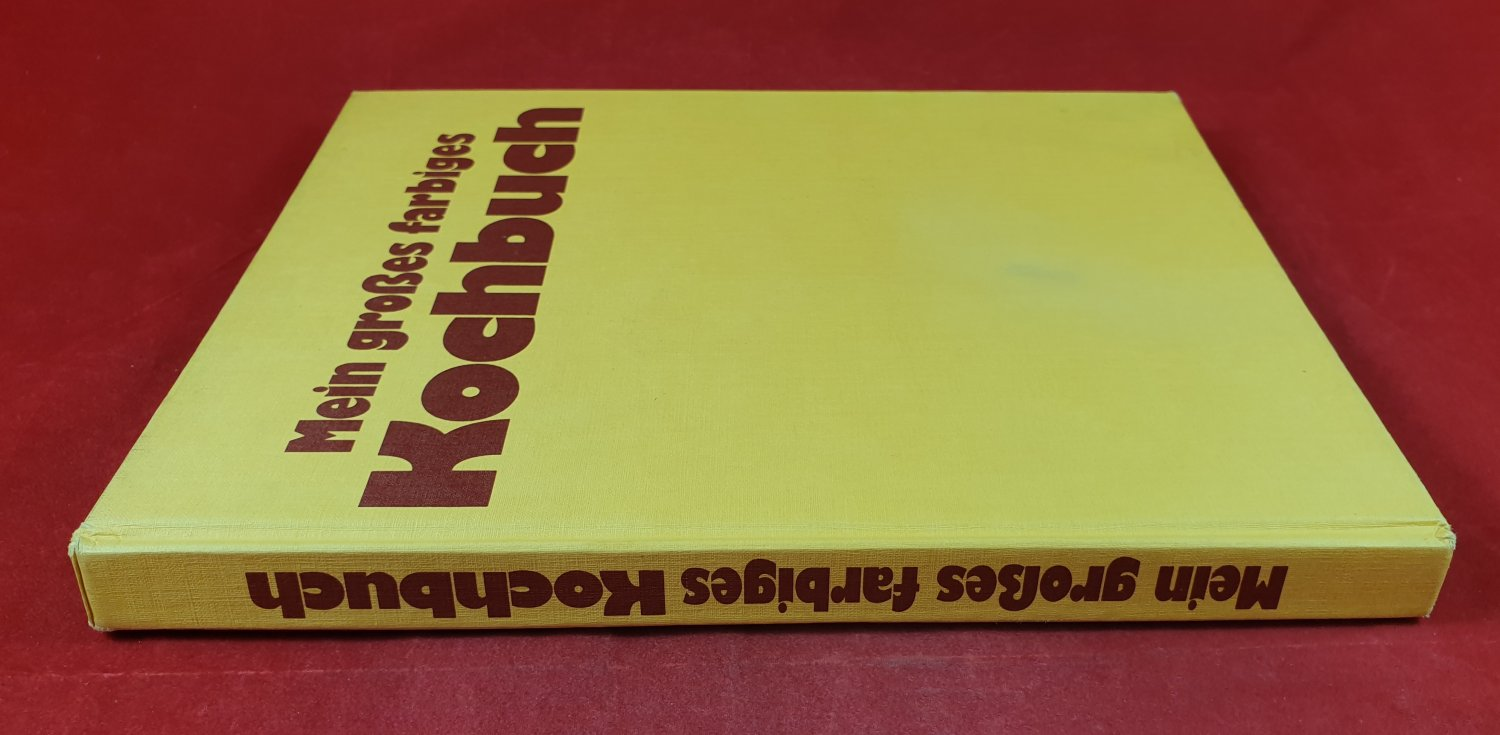 Mein großes farbiges
Kochbuch
Mein großes farbiges Kochbuch